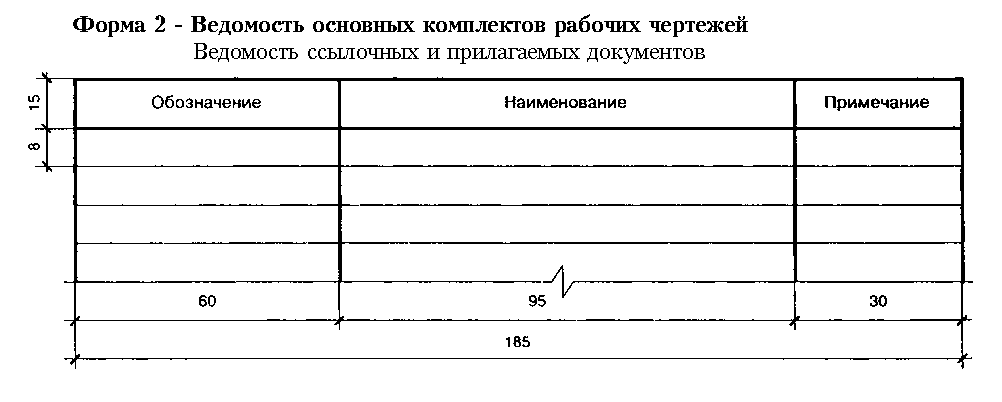 Форма 2 - Ведомость основных комплектов рабочих чертежей
Ведомость ссылочных и прилагаемых документов
15
Обозначение
Наименование
Примечание
8
60
95
30
185